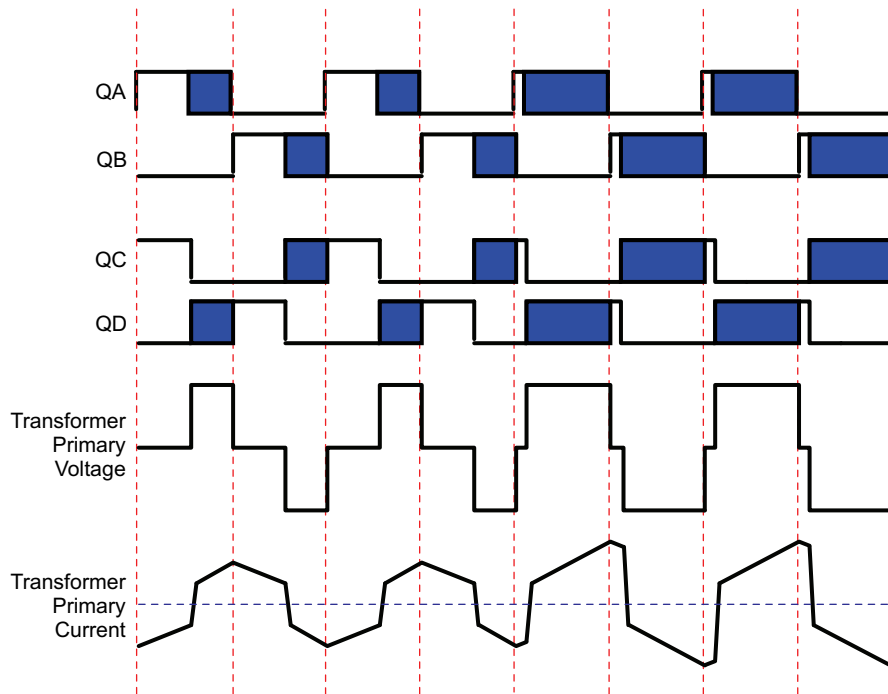 QA
QB
QC
QD
Transformer
Primary
Voltage
Transformer
Primary
Current